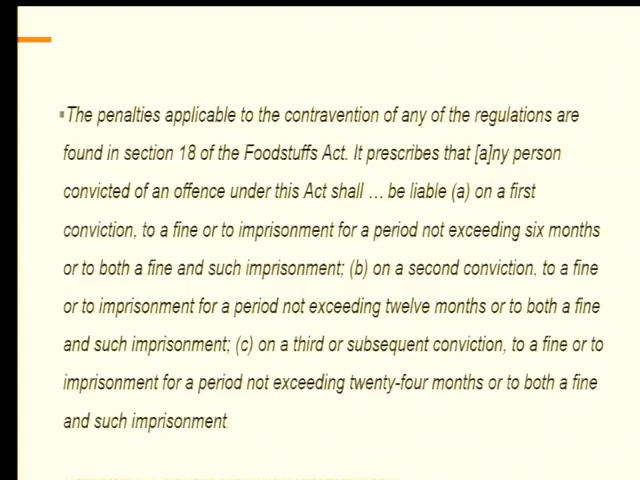 ▪The penalties applicable to the contravention of any of the regulations are
found in section 18 of the Foodstuffs Act. It prescribes that [a]ny person
convicted of an offence under this Act shall … be liable (a) on a first
conviction, to a fine or to imprisonment for a period not exceeding six months
or to both a fine and such imprisonment; (b) on a second conviction, to a fine
or to imprisonment for a period not exceeding twelve months or to both a fine
and such imprisonment; (c) on a third or subsequent conviction, to a fine or to
imprisonment for a period not exceeding twenty-four months or to both a fine
and such imprisonment.